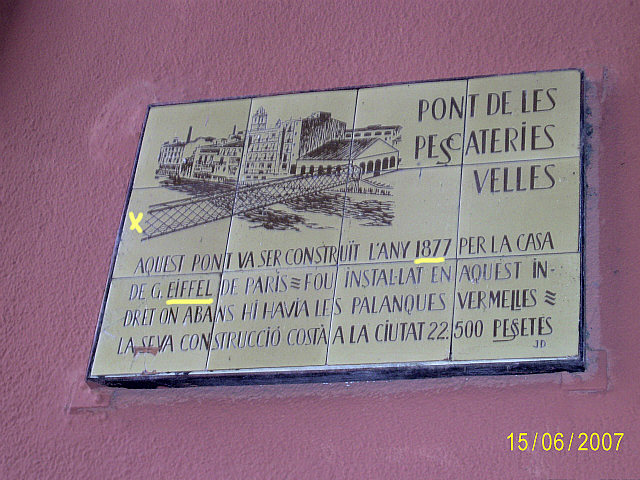 PONT DE LES
PESCATERIES
VELLES
X
AQUEST PONT VA SER CONSTRUÏT L'ANY 1877 PER LA CASA
DE G. EIFFEL DE PARÍS ≋ FOU INSTAL·LAT EN AQUEST IN-
DRET ON ABANS HI HAVIA LES PALANQUES VERMELLES ≋
LA SEVA CONSTRUCCIÓ COSTÀ A LA CIUTAT 22.500 PESSETES
JD
15/06/2007